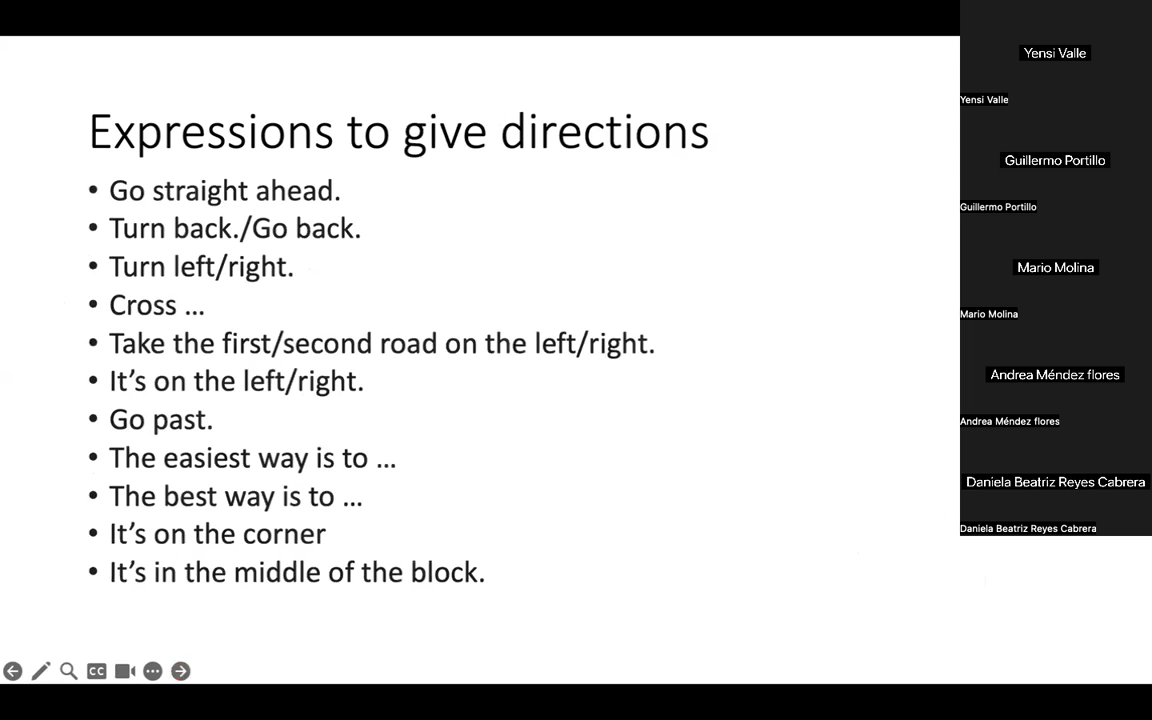 Expressions to give directions
• Go straight ahead.
• Turn back./Go back.
• Turn left/right.
• Cross ...
• Take the first/second road on the left/right.
• It’s on the left/right.
• Go past.
• The easiest way is to ...
• The best way is to ...
• It’s on the corner
• It’s in the middle of the block.
CC
Yensi Valle
Yensi Valle
Guillermo Portillo
Guillermo Portillo
Mario Molina
Mario Molina
Andrea Méndez flores
Andrea Méndez flores
Daniela Beatriz Reyes Cabrera
Daniela Beatriz Reyes Cabrera